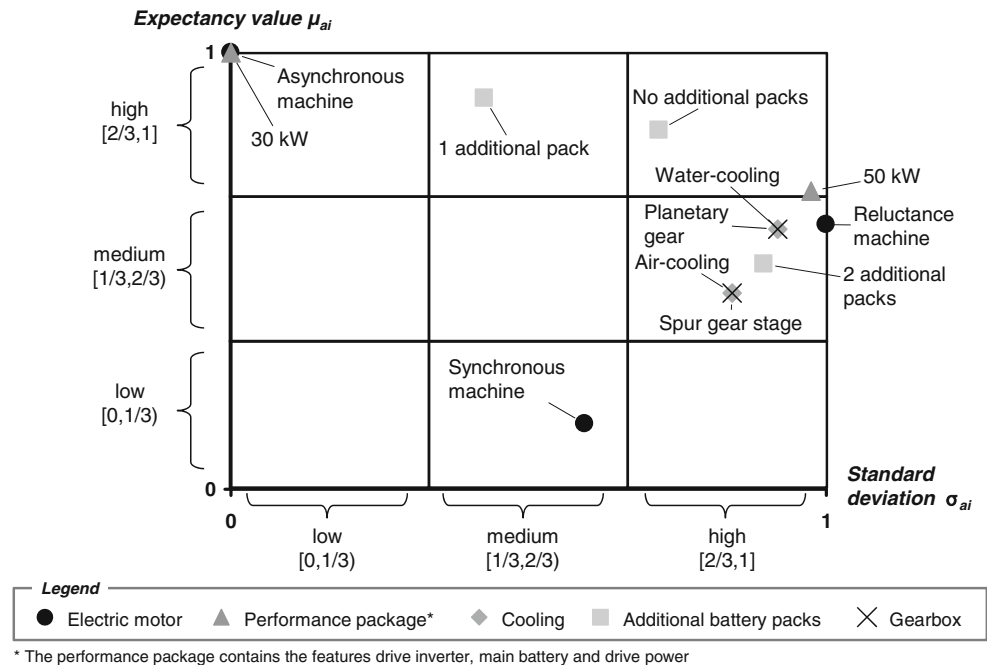 Expectancy value μai
1
Asynchronous
machine
30 kW
high
[2/3,1]
1 additional pack
No additional packs
Water-cooling
50 kW
Planetary
gear
Reluctance
machine
medium
[1/3,2/3)
Air-cooling
2 additional
packs
Spur gear stage
low
[0,1/3)
Synchronous
machine
0
Standard
deviation σai
0
1
low
[0,1/3)
medium
[1/3,2/3)
high
[2/3,1]
Legend
Electric motor Performance package* Cooling Additional battery packs Gearbox
* The performance package contains the features drive inverter, main battery and drive power